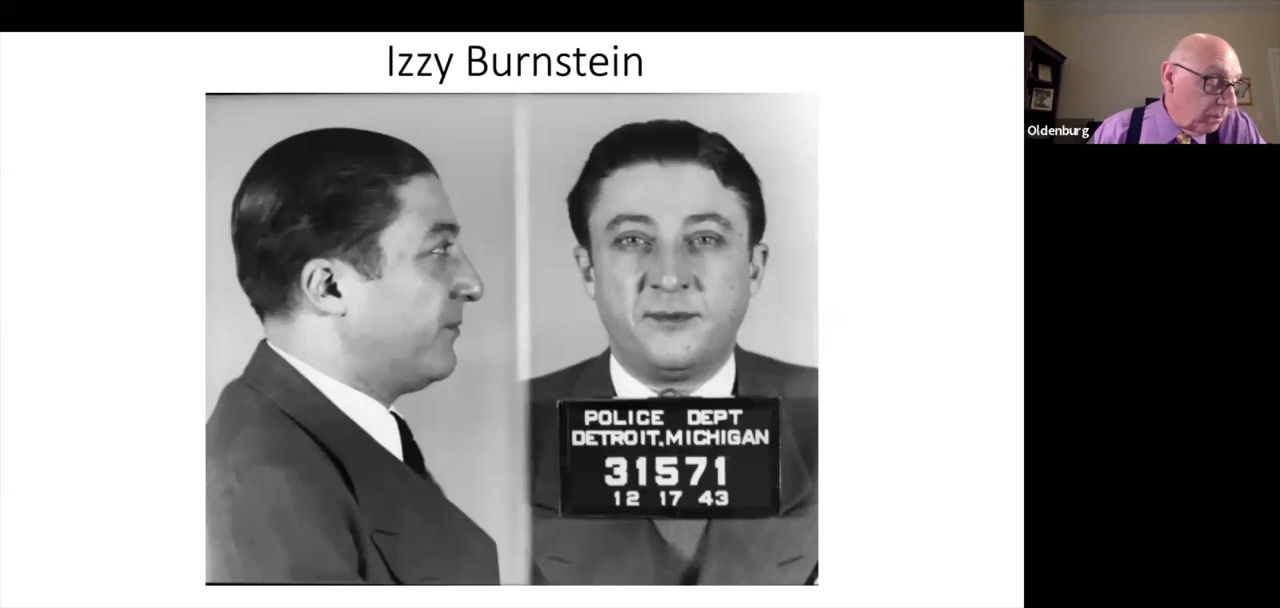 Izzy Burnstein
Oldenburg
POLICE DEPT
DETROIT, MICHIGAN
31571
12 17 43